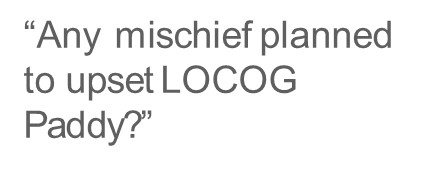 “Any mischief planned
to upset LOCOG
Paddy?”